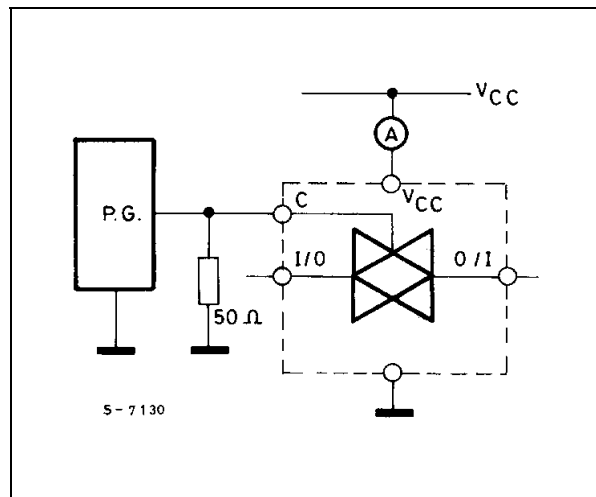 VCC
A
P.G.
C
VCC
I/O
O/I
50 Ω
S-7130